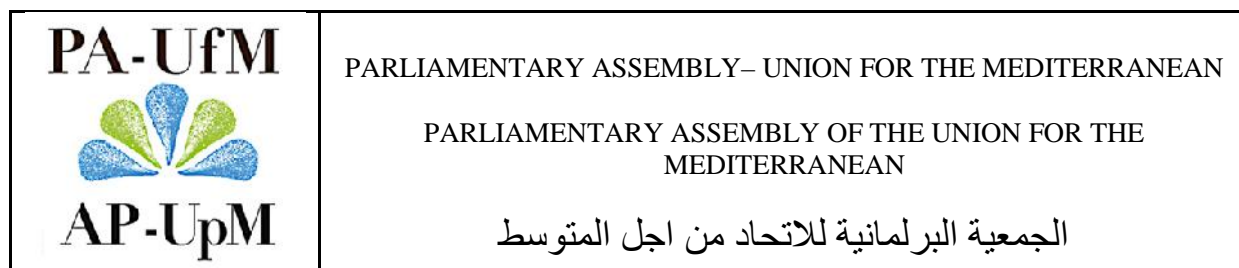 PA-UfM
AP-UpM
PARLIAMENTARY ASSEMBLY– UNION FOR THE MEDITERRANEAN
PARLIAMENTARY ASSEMBLY OF THE UNION FOR THE
MEDITERRANEAN
الجمعية البرلمانية للاتحاد من اجل المتوسط